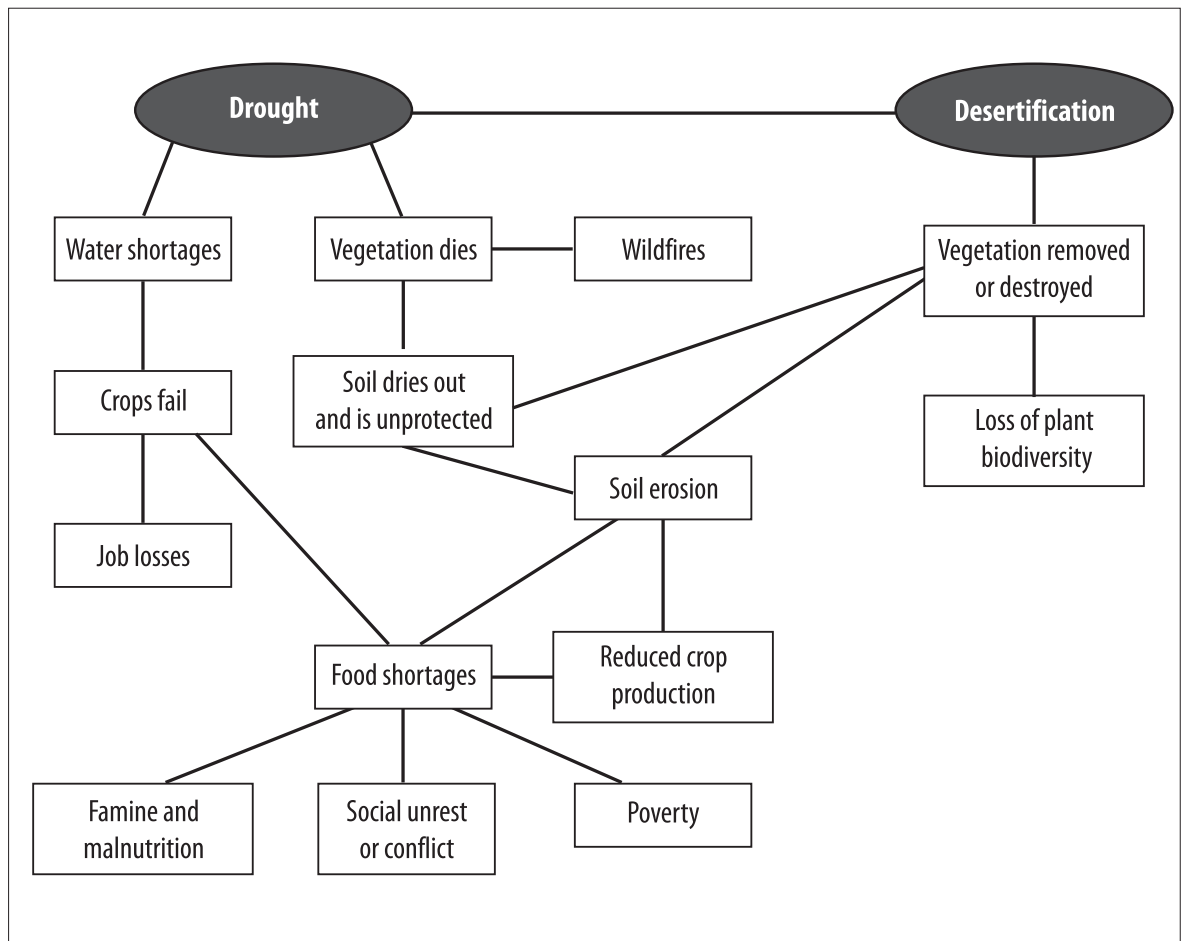 Drought
Desertification
Water shortages
Vegetation dies
Wildfires
Vegetation removed
or destroyed
Crops fail
Soil dries out
and is unprotected
Loss of plant
biodiversity
Soil erosion
Job losses
Food shortages
Reduced crop
production
Famine and
malnutrition
Social unrest
or conflict
Poverty